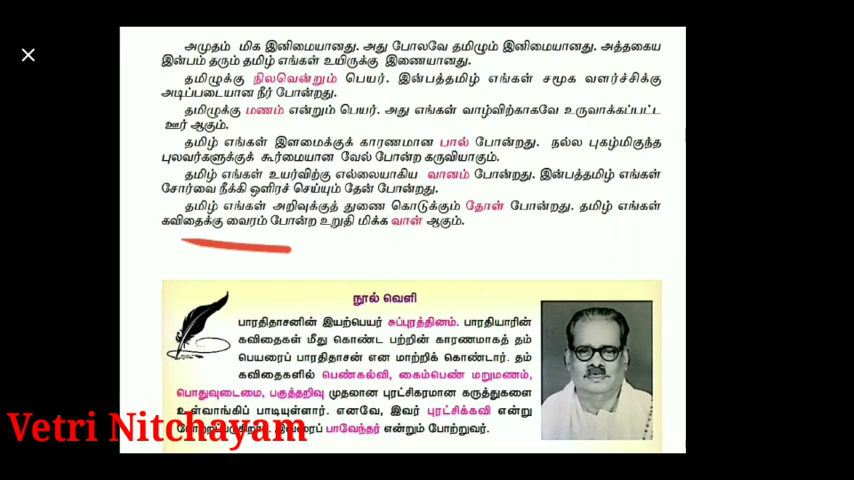 அமுதம் மிக இனிமையானது. அது போலவே தமிழும் இனிமையானது. அத்தகைய
இன்பம் தரும் தமிழ் எங்கள் உயிருக்கு இணையானது.
தமிழுக்கு நிலவென்றும் பெயர். இன்பத்தமிழ் எங்கள் சமூக வளர்ச்சிக்கு
அடிப்படையான நீர் போன்றது.
தமிழுக்கு மணம் என்றும் பெயர். அது எங்கள் வாழ்விற்காகவே உருவாக்கப்பட்ட
ஊர் ஆகும்.
தமிழ் எங்கள் இளமைக்குக் காரணமான பால் போன்றது. நல்ல புகழ்மிகுந்த
புலவர்களுக்குக் கூர்மையான வேல் போன்ற கருவியாகும்.
தமிழ் எங்கள் உயர்விற்கு எல்லையாகிய வானம் போன்றது. இன்பத்தமிழ் எங்கள்
சோர்வை நீக்கி ஒளிரச் செய்யும் தேன் போன்றது.
தமிழ் எங்கள் அறிவுக்குத் துணை கொடுக்கும் தோள் போன்றது. தமிழ் எங்கள்
கவிதைக்கு வைரம் போன்ற உறுதி மிக்க வாள் ஆகும்.
நூல் வெளி
பாரதிதாசனின் இயற்பெயர் சுப்புரத்தினம். பாரதியாரின்
கவிதைகள் மீது கொண்ட பற்றின் காரணமாகத் தம்
பெயரைப் பாரதிதாசன் என மாற்றிக் கொண்டார். தம்
கவிதைகளில் பெண்கல்வி, கைம்பெண் மறுமணம்,
பொதுவுடைமை, பகுத்தறிவு முதலான புரட்சிகரமான கருத்துகளை
உள்வாங்கிப் பாடியுள்ளார். எனவே, இவர் புரட்சிக்கவி என்று
பாவேந்தர் என்றும் போற்றுவர்.
Vetri Nitchayam